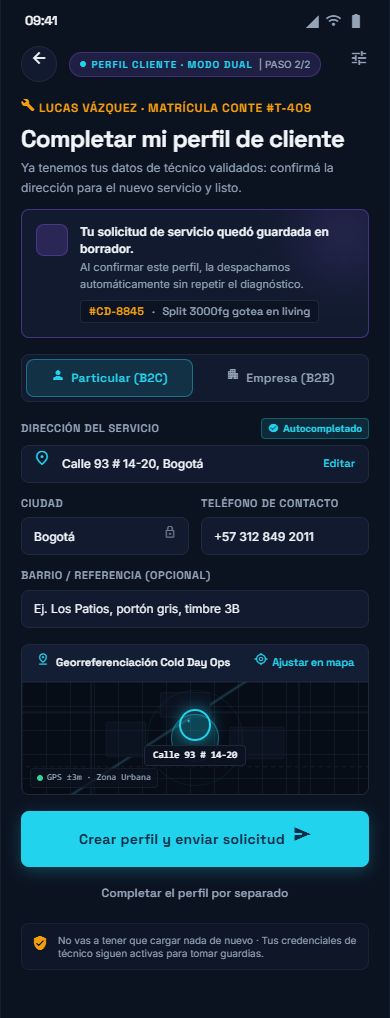 09:41
PERFIL CLIENTE · MODO DUAL | PASO 2/2
LUCAS VÁZQUEZ · MATRÍCULA CONTE #T-409
Completar mi perfil de cliente
Ya tenemos tus datos de técnico validados: confirmá la
dirección para el nuevo servicio y listo.
Tu solicitud de servicio quedó guardada en
borrador.
Al confirmar este perfil, la despachamos
automáticamente sin repetir el diagnóstico.
#CD-8845 · Split 3000fg gotea en living
Particular (B2C)
Empresa (B2B)
DIRECCIÓN DEL SERVICIO
Autocompletado
Calle 93 # 14-20, Bogotá
Editar
CIUDAD
TELÉFONO DE CONTACTO
Bogotá
+57 312 849 2011
BARRIO / REFERENCIA (OPCIONAL)
Ej. Los Patios, portón gris, timbre 3B
Georreferenciación Cold Day Ops
Ajustar en mapa
Calle 93 # 14-20
GPS ±3m · Zona Urbana
Crear perfil y enviar solicitud
Completar el perfil por separado
No vas a tener que cargar nada de nuevo · Tus credenciales de
técnico siguen activas para tomar guardias.